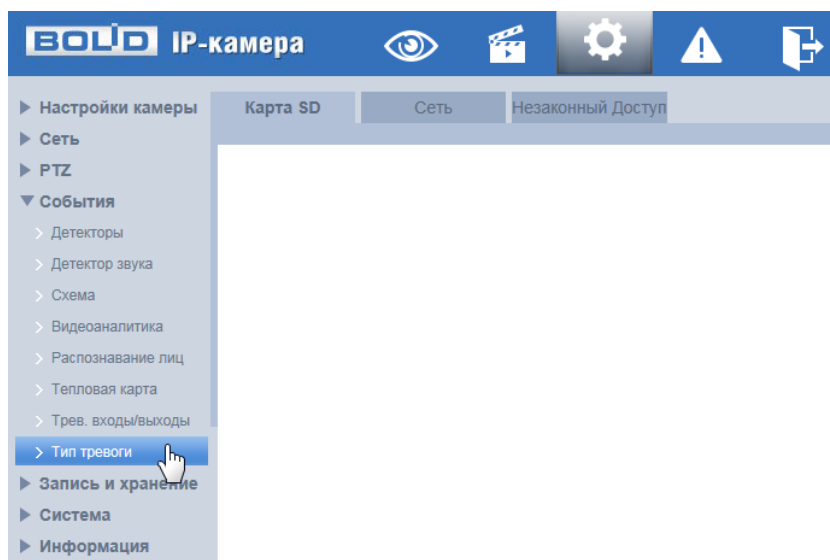 BOLID IP-камера
Карта SD Сеть Незаконный Доступ
Настройки камеры
Сеть
PTZ
События
Детекторы
Детектор звука
Схема
Видеоаналитика
Распознавание лиц
Тепловая карта
Трев. входы/выходы
Тип тревоги
Запись и хранение
Система
Информация